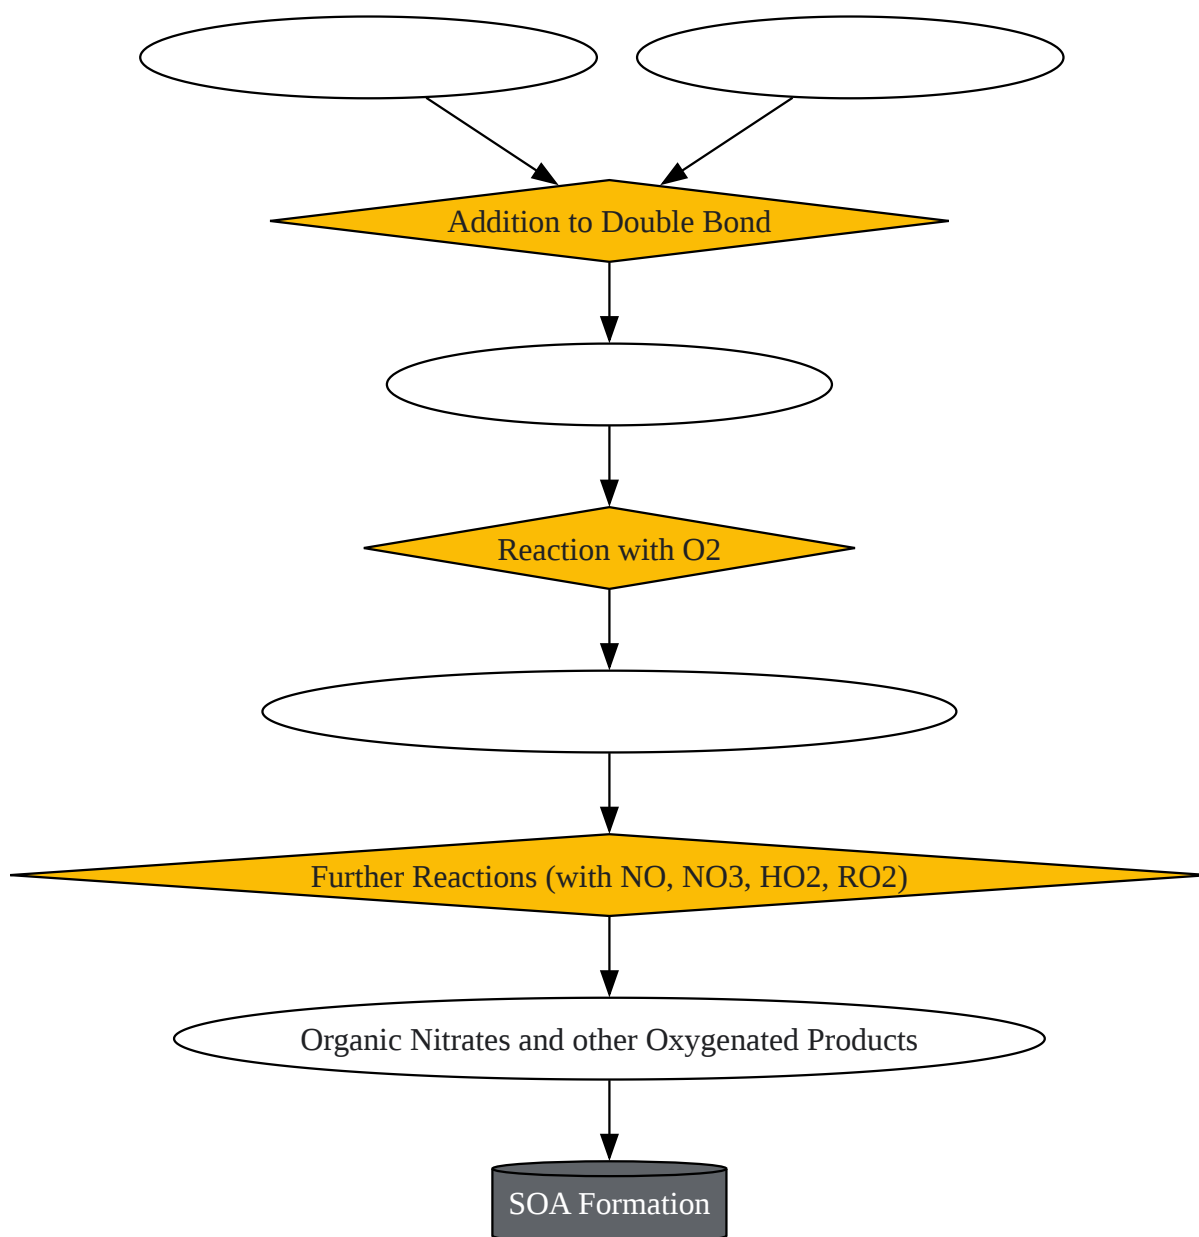 Addition to Double Bond
Reaction with O2
Further Reactions (with NO, NO3, HO2, RO2)
Organic Nitrates and other Oxygenated Products
SOA Formation